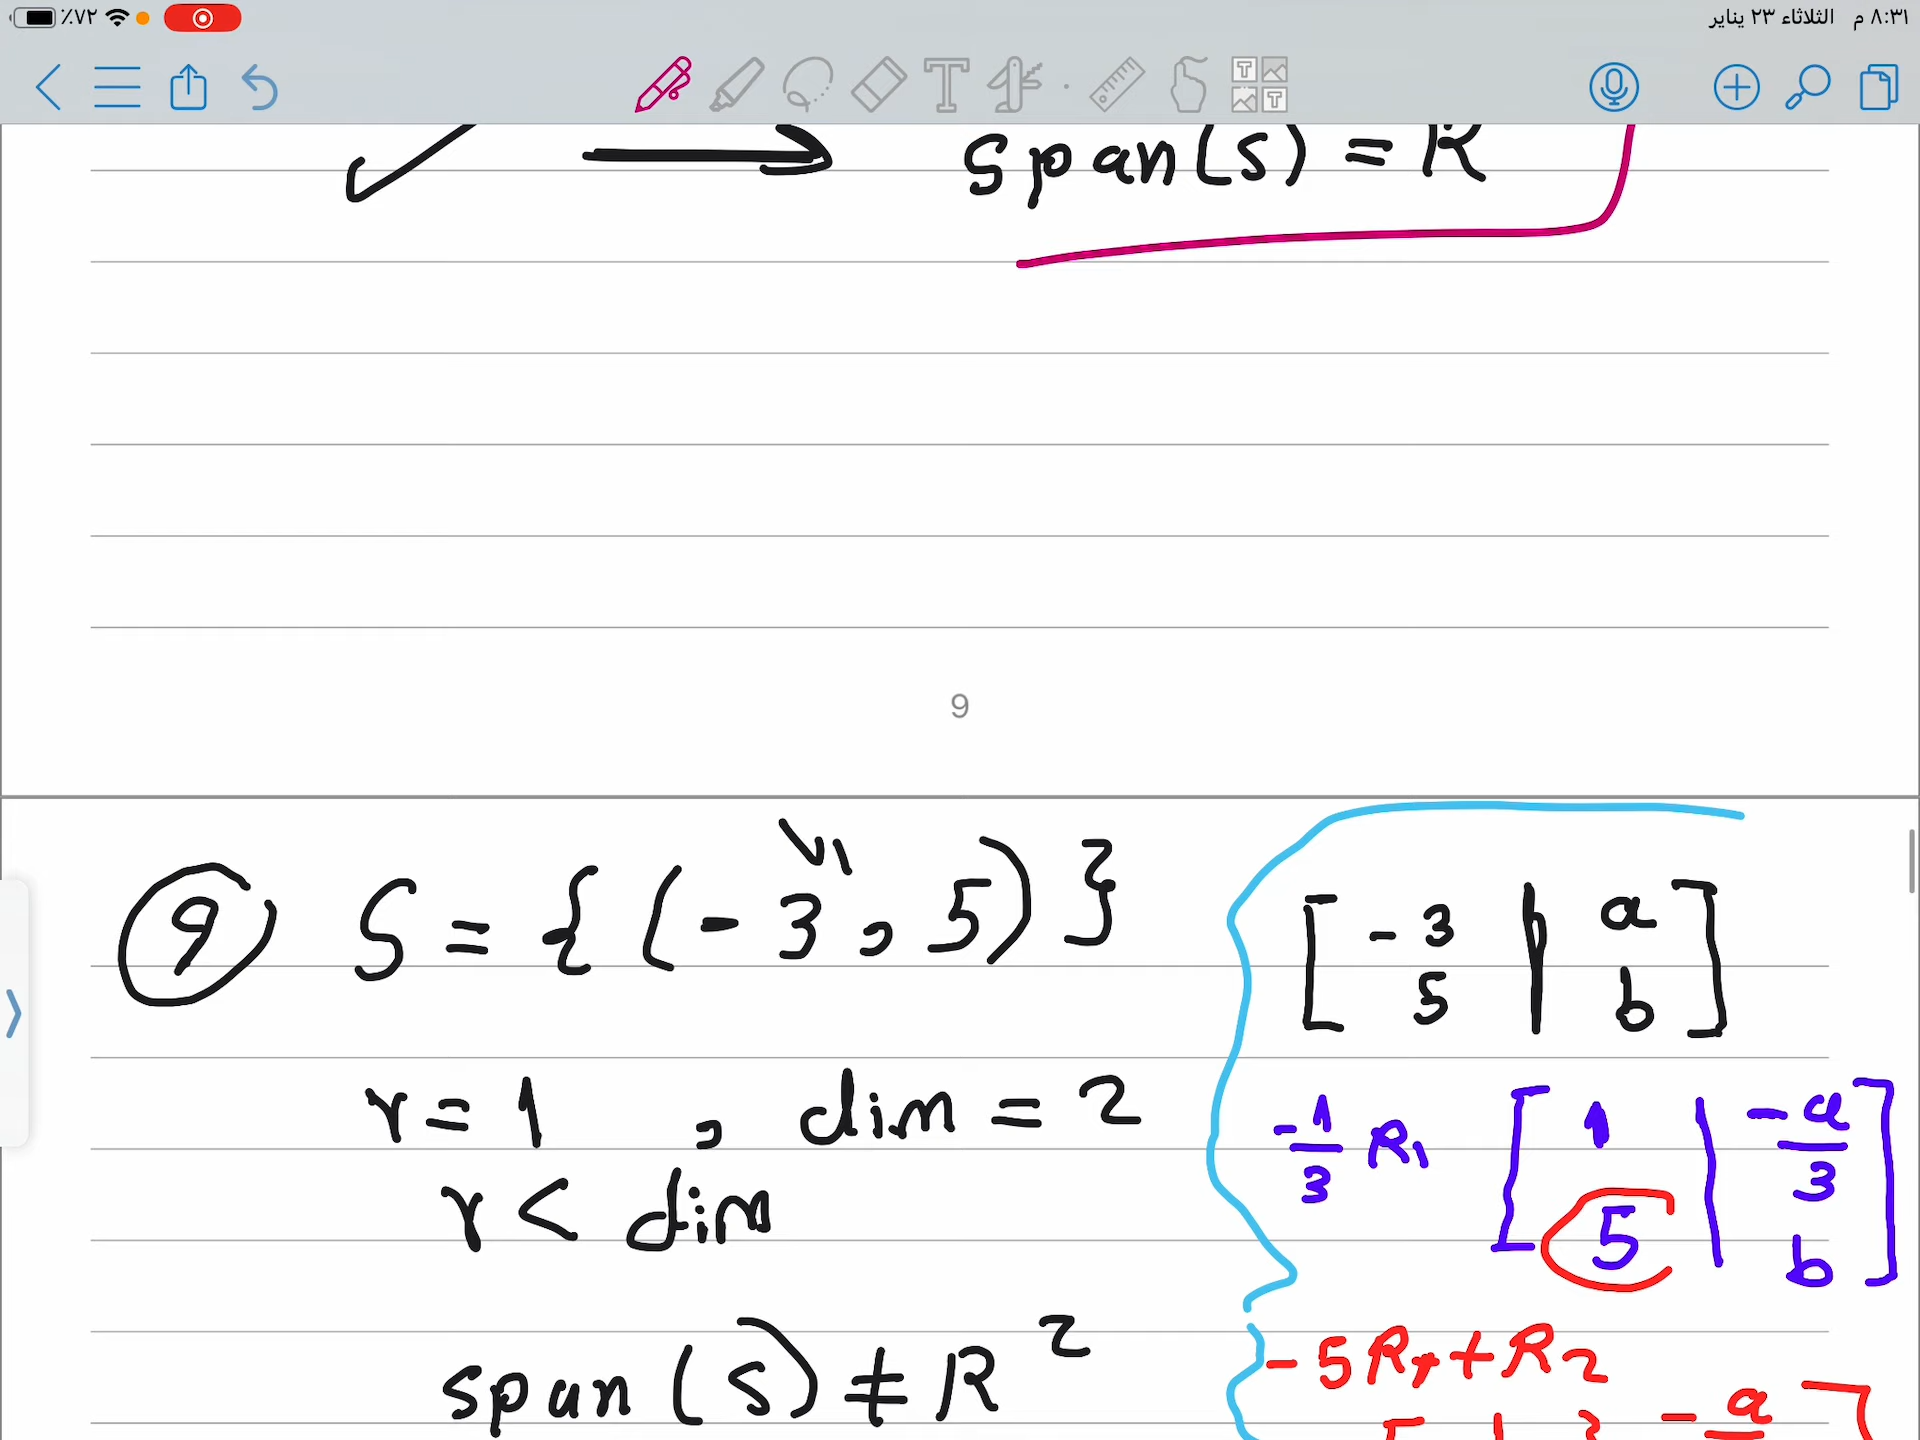 ٪٧٢
٨:٣١ م الثلاثاء ٢٣ يناير
span(s) = R
9
9 S = { (-3, 5) }
v1
r = 1 , dim = 2
r < dim
span(s) ≠ R²
[ -3 | a ]
[ 5 | b ]
-1/3 R1 [ 1 | -a/3 ]
[ 5 | b ]
-5R1 + R2
- a